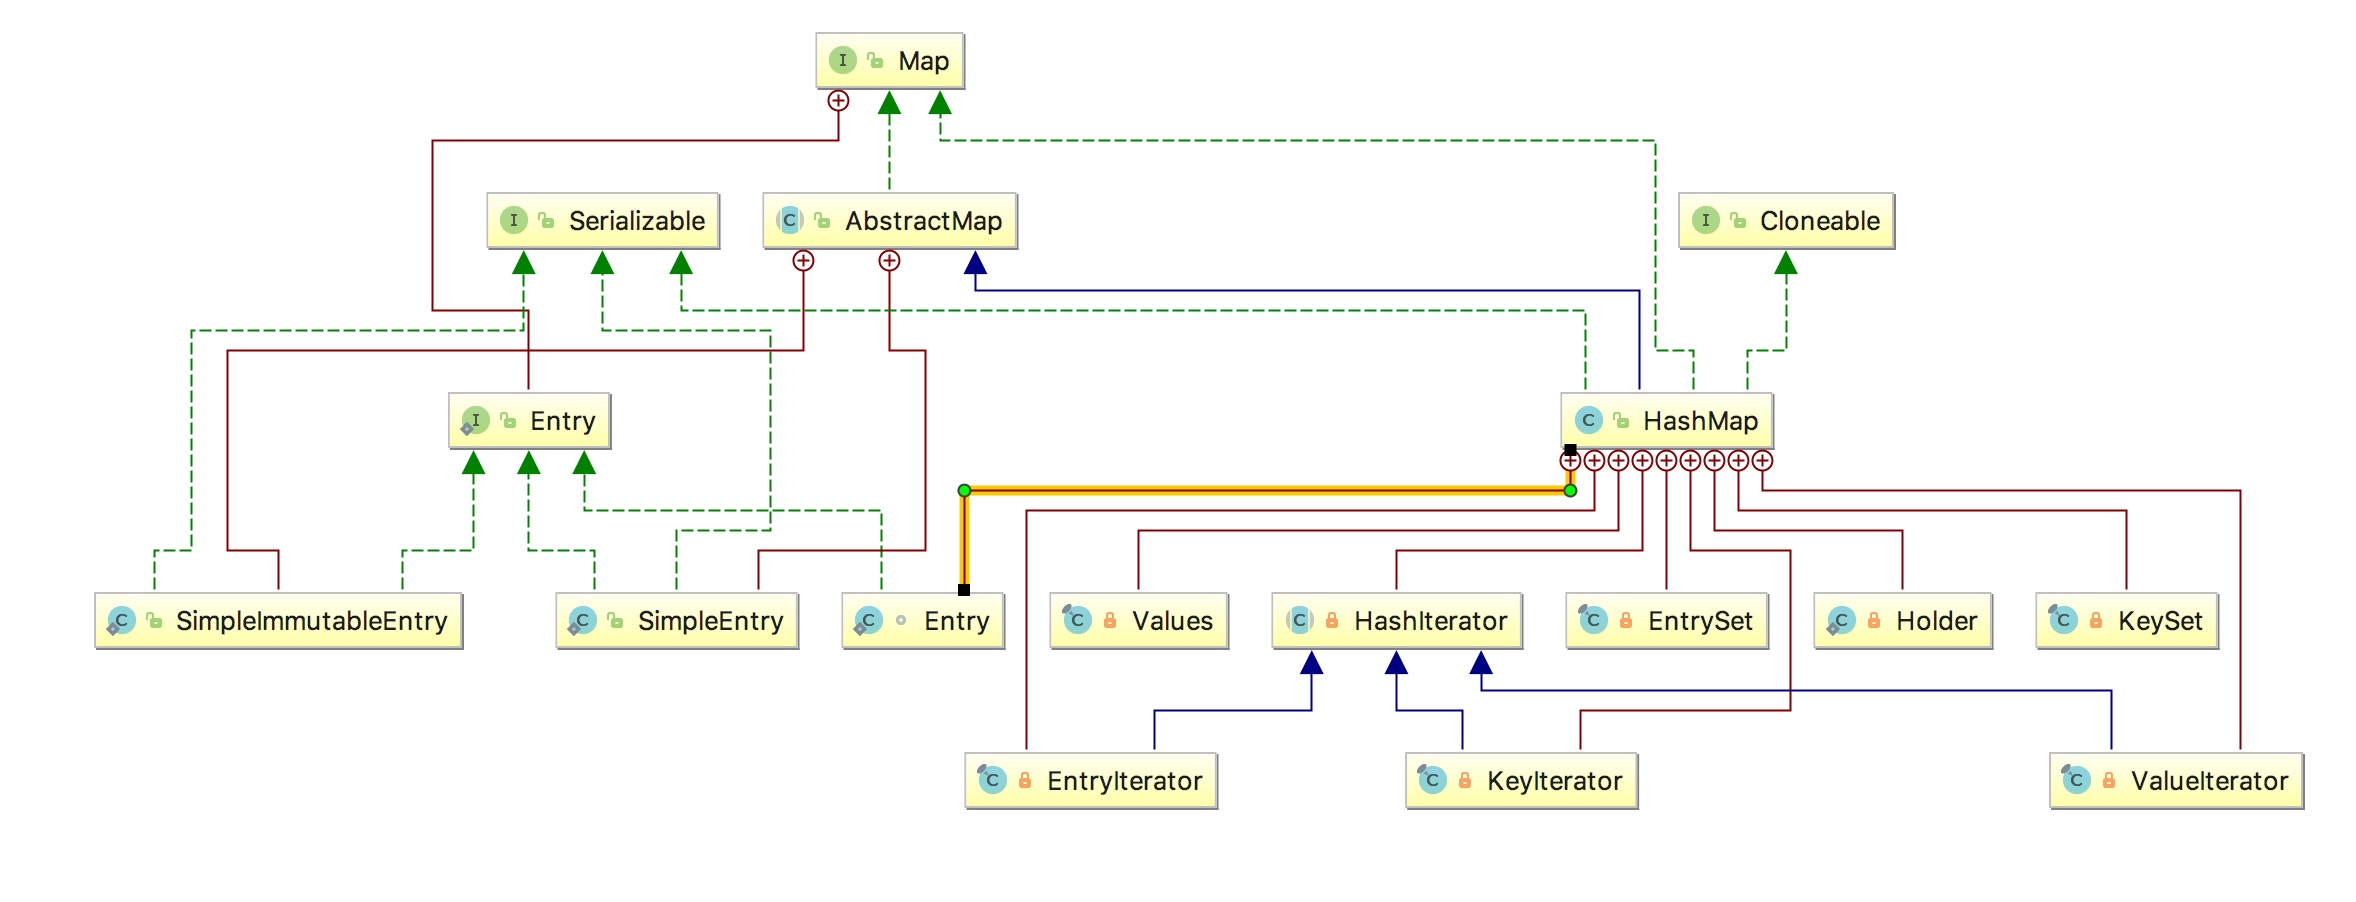 I Map
I Serializable
C AbstractMap
I Cloneable
I Entry
C HashMap
C SimpleImmutableEntry
C SimpleEntry
C Entry
C Values
C HashIterator
C EntrySet
C Holder
C KeySet
C EntryIterator
C KeyIterator
C ValueIterator